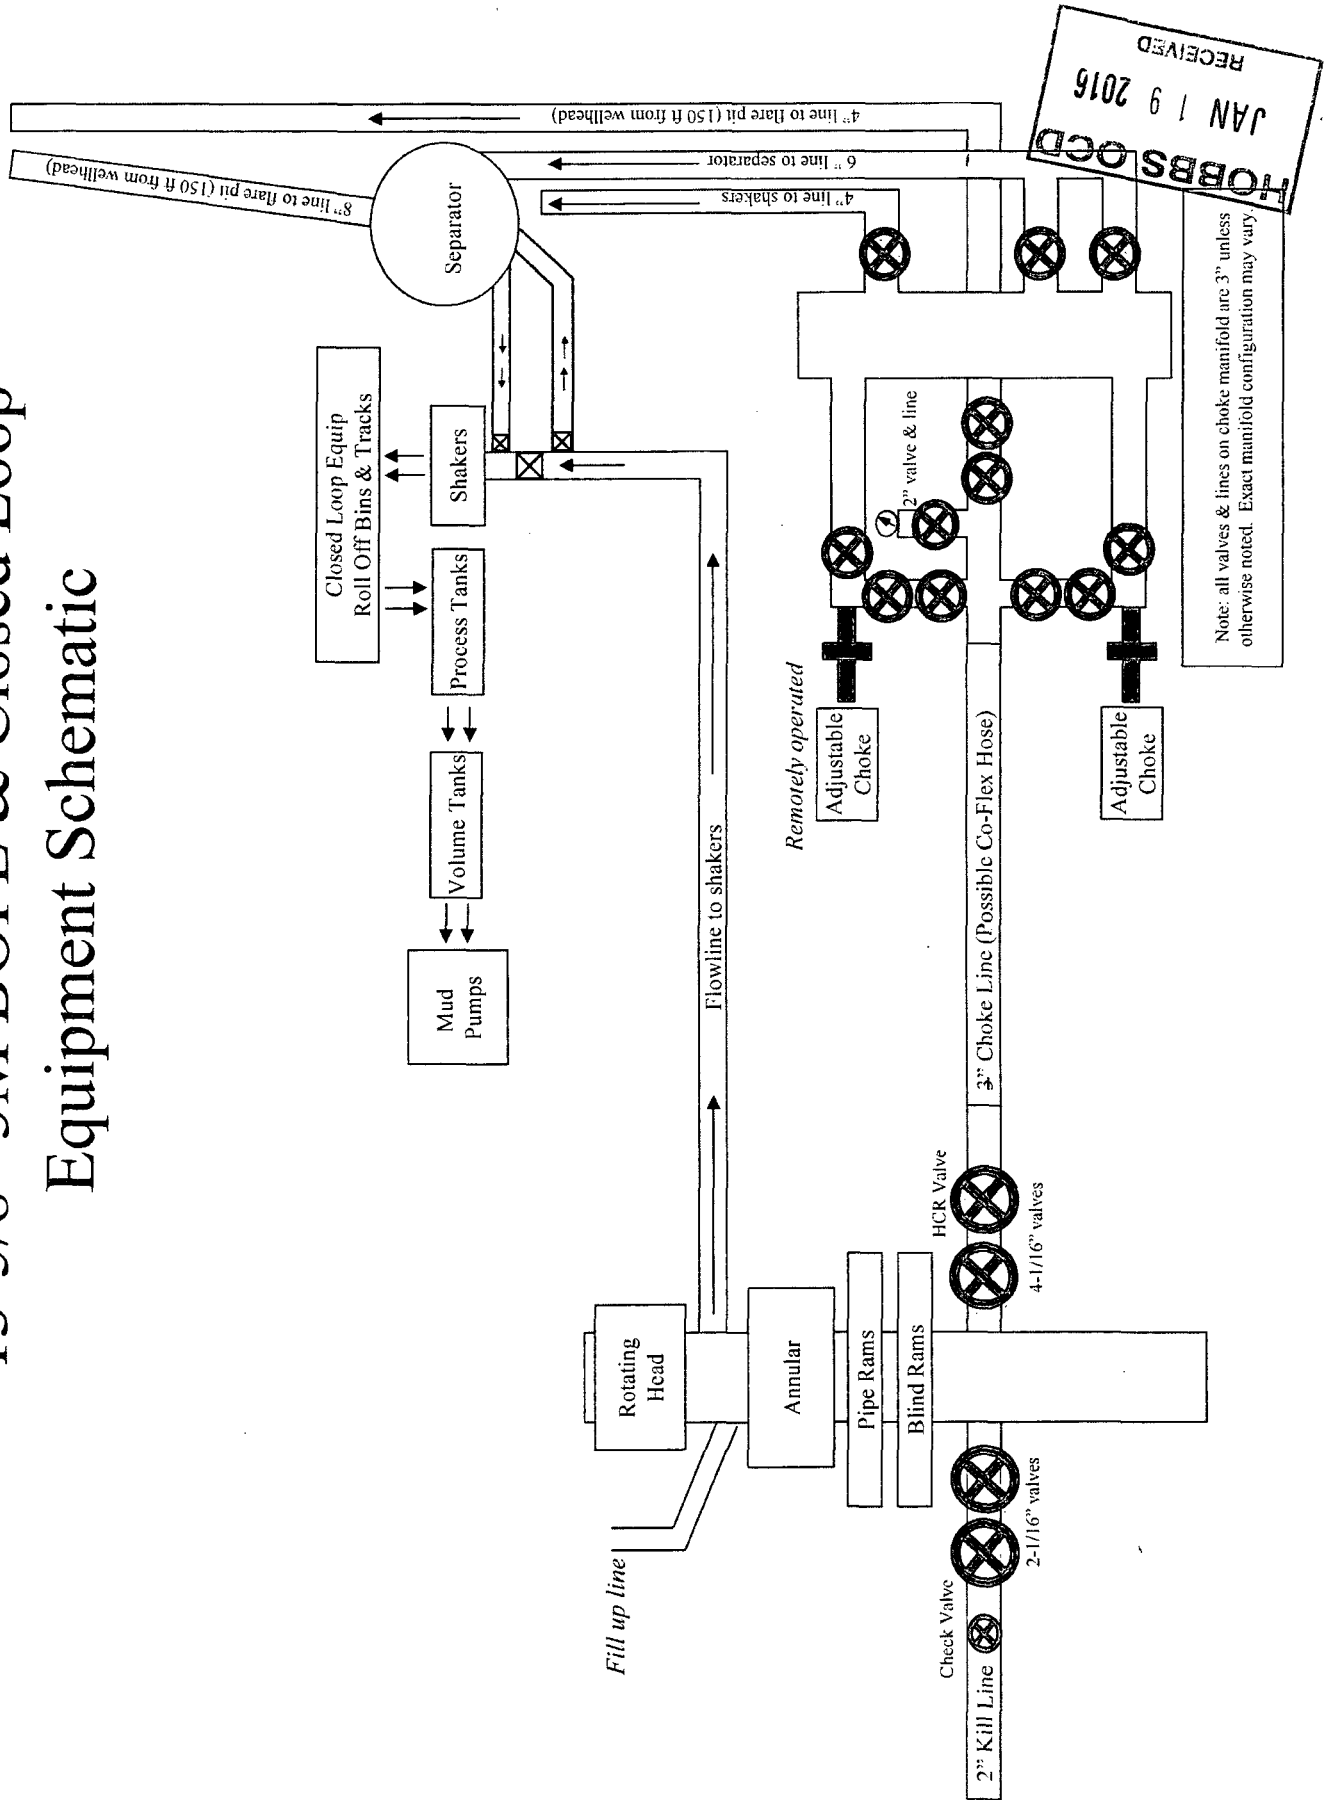 Equipment Schematic
8" line to flare pit (150 ft from wellhead)
4" line to flare pit (150 ft from wellhead)
6" line to separator
4" line to shakers
Separator
Closed Loop Equip
Roll Off Bins & Tracks
Shakers
Process Tanks
Volume Tanks
Mud
Pumps
Flowline to shakers
Rotating
Head
Fill up line
Annular
Pipe Rams
Blind Rams
2" Kill Line
Check Valve
2-1/16" valves
HCR Valve
4-1/16" valves
3" Choke Line (Possible Co-Flex Hose)
Remotely operated
Adjustable
Choke
Adjustable
Choke
2" valve & line
Note: all valves & lines on choke manifold are 3" unless
otherwise noted. Exact manifold configuration may vary.
HOBBS OCD
JAN 19 2016
RECEIVED